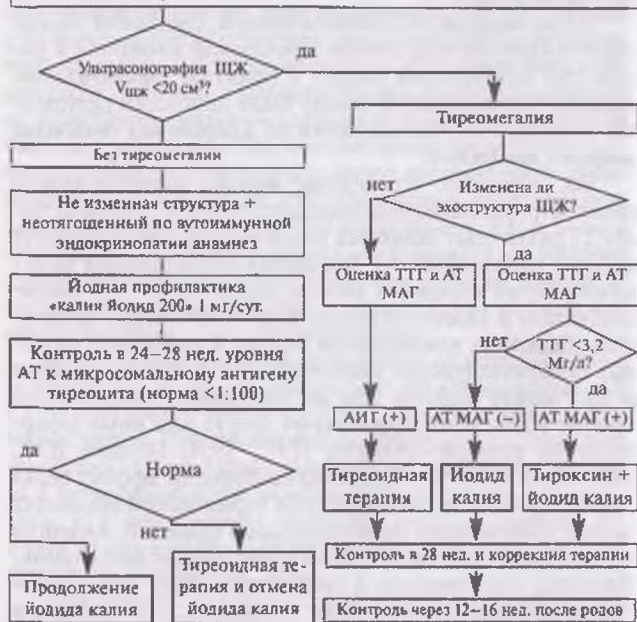 Ультрасонография ЩЖ
VЩЖ <20 см³?
да
Без тиреомегалии
Не измененная структура +
неотягощенный по аутоиммунной
эндокринопатии анамнез
Йодная профилактика
«калия йодид 200» 1 мг/сут.
Контроль в 24–28 нед. уровня
АТ к микросомальному антигену
тиреоцита (норма <1:100)
да
Норма
нет
Продолжение
йодида калия
Тиреоидная те-
рапия и отмена
йодида калия
Тиреомегалия
нет
Изменена ли
эхоструктура ЩЖ?
да
Оценка ТТГ и АТ
МАГ
Оценка ТТГ и АТ
МАГ
нет
ТТГ <3,2
Мг/л?
да
АИТ (+)
АТ МАГ (–)
АТ МАГ (+)
Тиреоидная
терапия
Йодид
калия
Тироксин +
йодид калия
Контроль в 28 нед. и коррекция терапии
Контроль через 12–16 нед. после родов